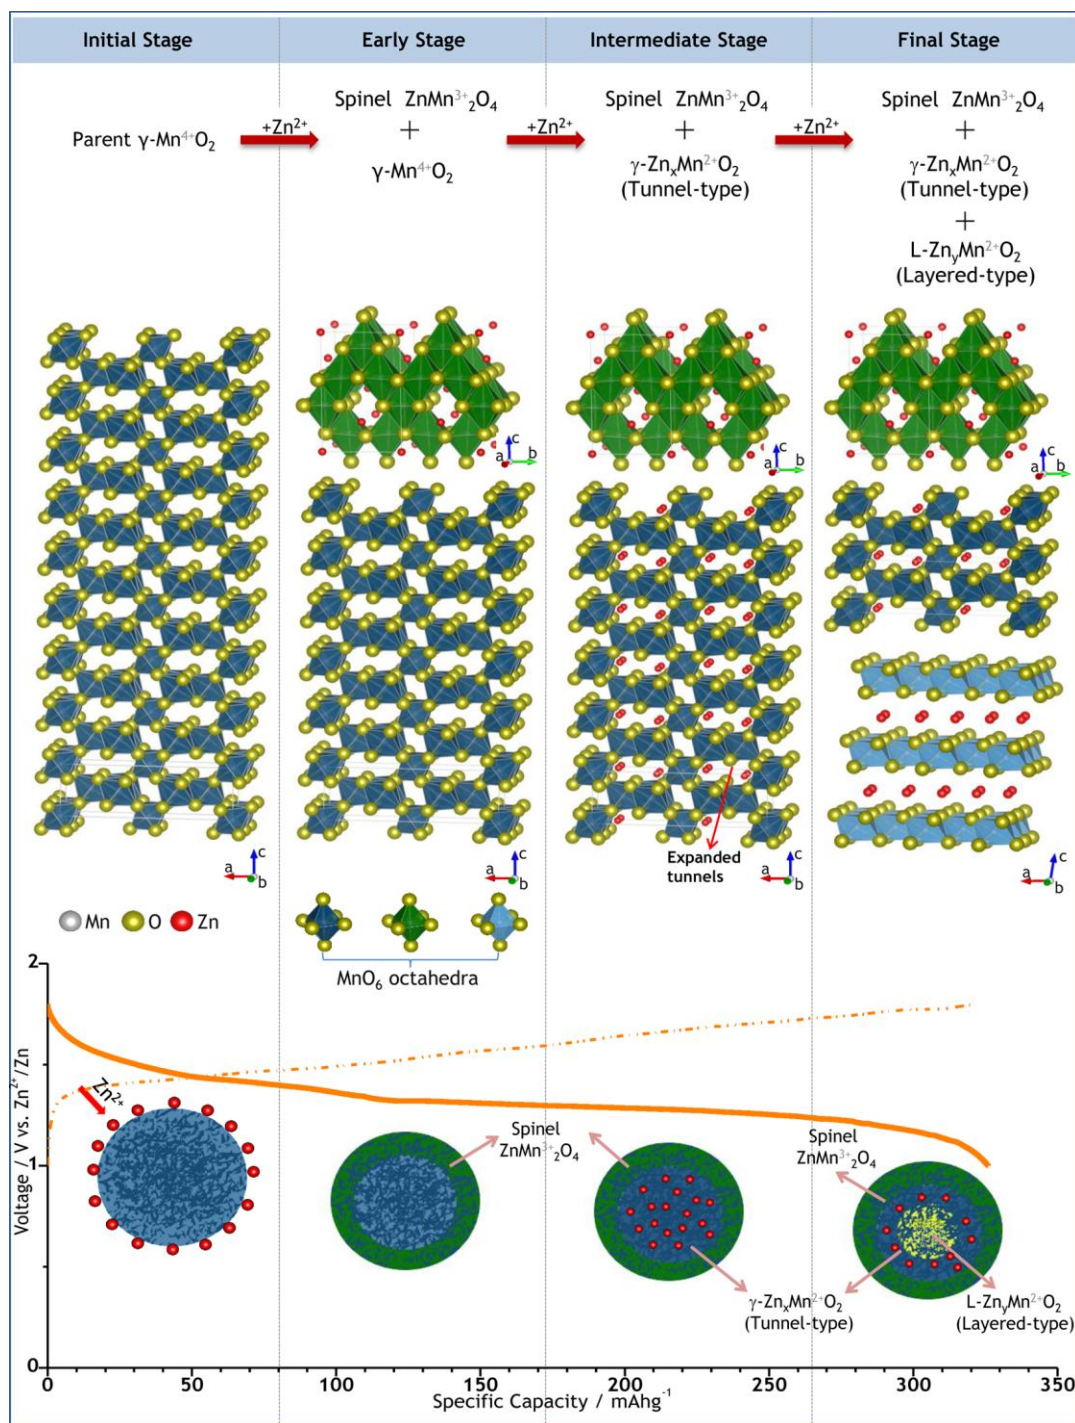 Initial Stage
Early Stage
Intermediate Stage
Final Stage
Parent γ-Mn⁴⁺O₂
+Zn²⁺
Spinel ZnMn³⁺₂O₄
+
γ-Mn⁴⁺O₂
+Zn²⁺
Spinel ZnMn³⁺₂O₄
+
γ-ZnₓMn²⁺O₂
(Tunnel-type)
+Zn²⁺
Spinel ZnMn³⁺₂O₄
+
γ-ZnₓMn²⁺O₂
(Tunnel-type)
+
L-ZnᵧMn²⁺O₂
(Layered-type)
c
a
b
c
a
b
c
a
b
Expanded
tunnels
c
a
b
c
a
b
c
a
b
c
a
b
Mn
O
Zn
MnO₆ octahedra
2
1
0
Voltage / V vs. Zn²⁺/Zn
Zn²⁺
Spinel
ZnMn³⁺₂O₄
Spinel
ZnMn³⁺₂O₄
γ-ZnₓMn²⁺O₂
(Tunnel-type)
L-ZnᵧMn²⁺O₂
(Layered-type)
0 50 100 150 200 250 300 350
Specific Capacity / mAhg⁻¹